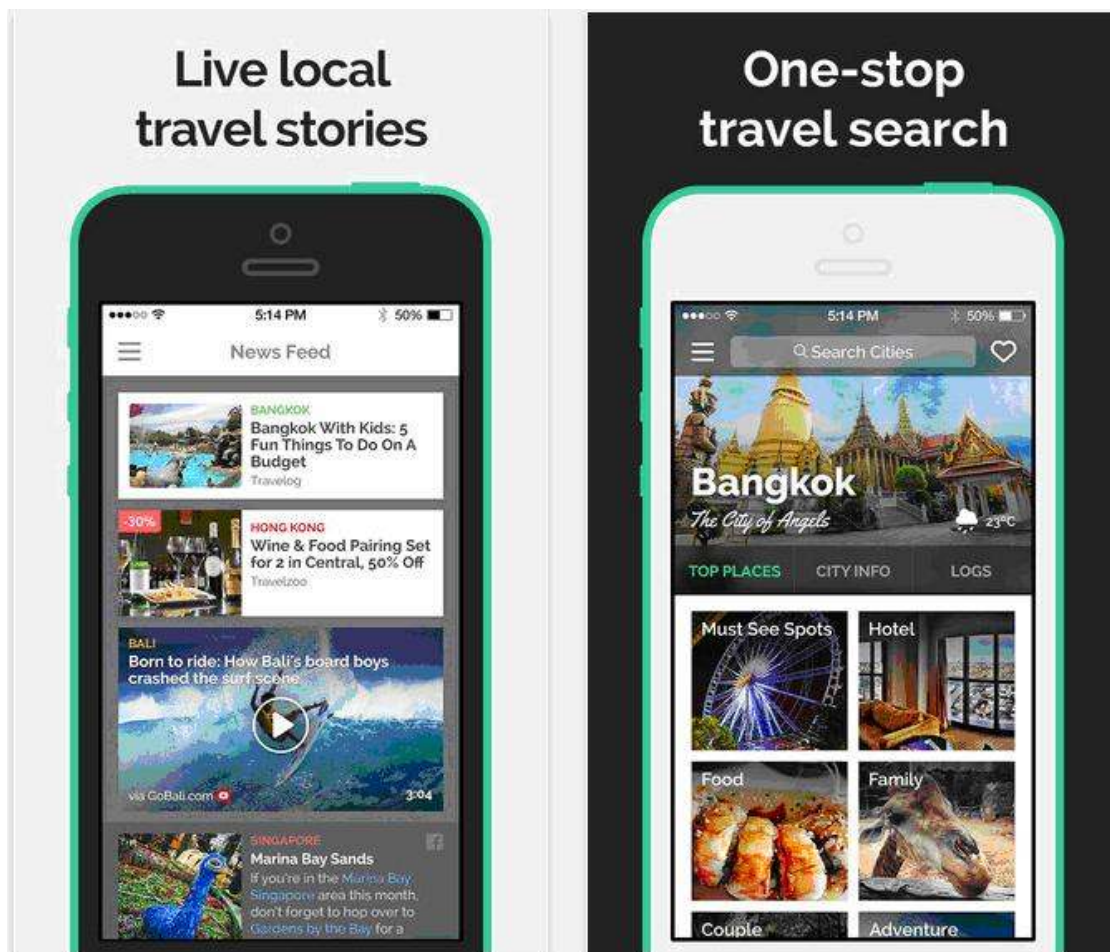 Live local
travel stories
5:14 PM
50%
News Feed
BANGKOK
Bangkok With Kids: 5
Fun Things To Do On A
Budget
Travelog
-30%
HONG KONG
Wine & Food Pairing Set
for 2 in Central, 50% Off
Travelzoo
BALI
Born to ride: How Bali's board boys
crashed the surf scene
via GoBali.com
3:04
SINGAPORE
Marina Bay Sands
If you're in the Marina Bay
Singapore area this month,
don't forget to hop over to
Gardens by the Bay for a
One-stop
travel search
5:14 PM
50%
Search Cities
Bangkok
The City of Angels
23°C
TOP PLACES CITY INFO LOGS
Must See Spots Hotel
Food Family
Couple Adventure